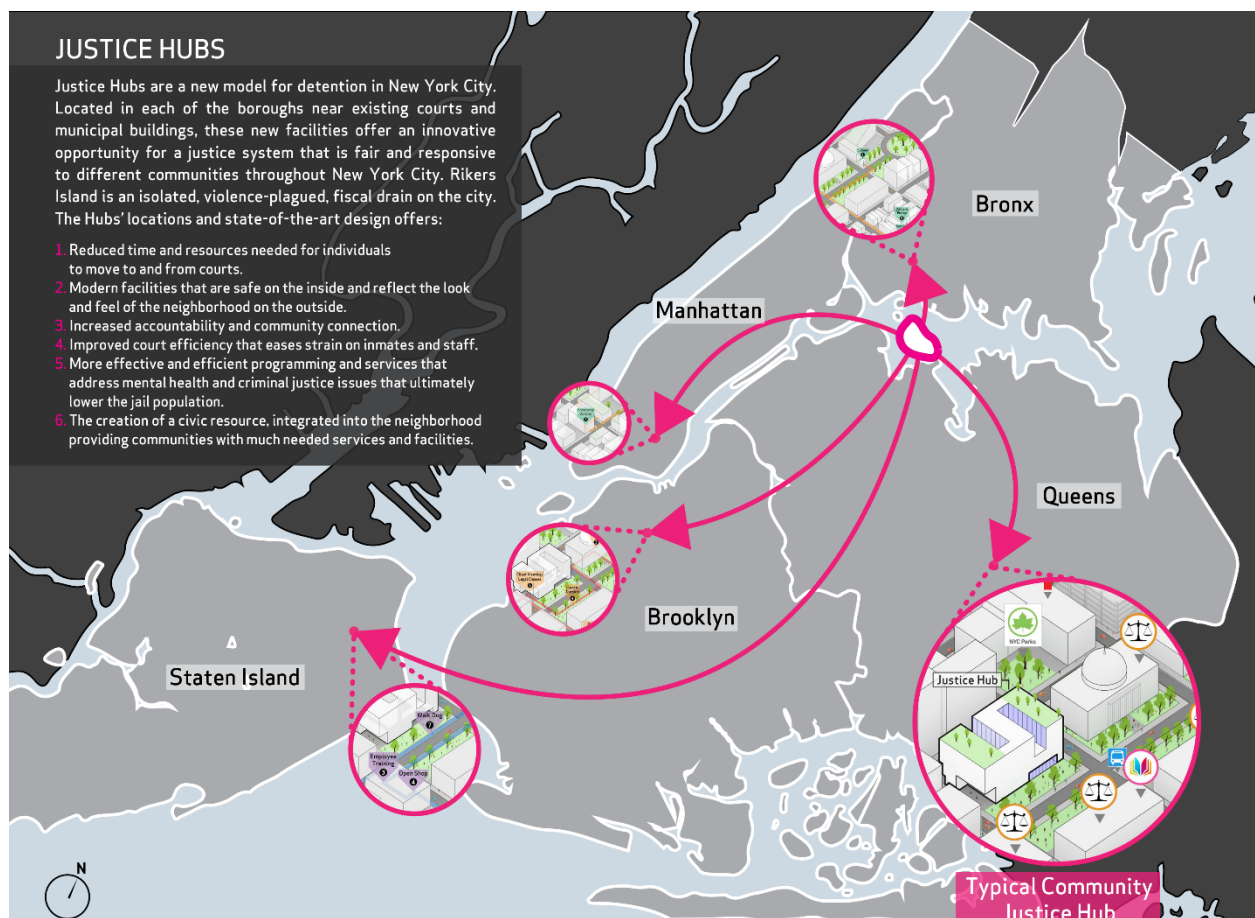 JUSTICE HUBS
Justice Hubs are a new model for detention in New York City.
Located in each of the boroughs near existing courts and
municipal buildings, these new facilities offer an innovative
opportunity for a justice system that is fair and responsive
to different communities throughout New York City. Rikers
Island is an isolated, violence-plagued, fiscal drain on the city.
The Hubs' locations and state-of-the-art design offers:
1. Reduced time and resources needed for individuals
to move to and from courts.
2. Modern facilities that are safe on the inside and reflect the look
and feel of the neighborhood on the outside.
3. Increased accountability and community connection.
4. Improved court efficiency that eases strain on inmates and staff.
5. More effective and efficient programming and services that
address mental health and criminal justice issues that ultimately
lower the jail population.
6. The creation of a civic resource, integrated into the neighborhood
providing communities with much needed services and facilities.
Bronx
Manhattan
Queens
Brooklyn
Staten Island
NYC Parks
Justice Hub
Walk Dog
7
Employee
Training
3
Open Shop
4
Typical Community
Justice Hub
N